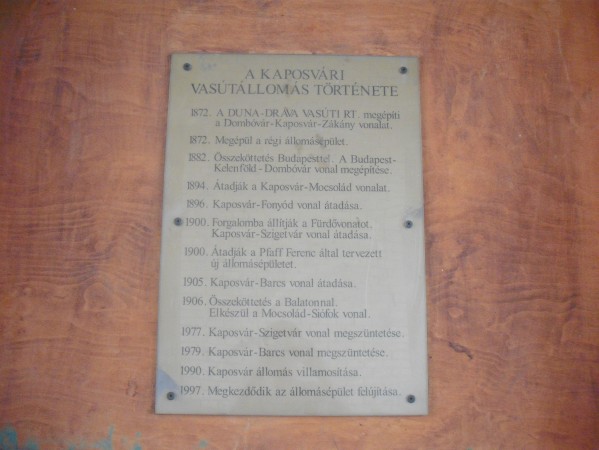 A KAPOSVÁRI
VASÚTÁLLOMÁS TÖRTÉNETE
1872. A DUNA-DRÁVA VASÚTI RT. megépíti
a Dombóvár-Kaposvár-Zákány vonalat.
1872. Megépül a régi állomásépület.
1882. Összeköttetés Budapesttel. A Budapest-
Kelenföld-Dombóvár vonal megépítése.
1894. Átadják a Kaposvár-Mocsolád vonalat.
1896. Kaposvár-Fonyód vonal átadása.
1900. Forgalomba állítják a Fürdővonatot.
Kaposvár-Szigetvár vonal átadása.
1900. Átadják a Pfaff Ferenc által tervezett
új állomásépületet.
1905. Kaposvár-Barcs vonal átadása.
1906. Összeköttetés a Balatonnal.
Elkészül a Mocsolád-Siófok vonal.
1977. Kaposvár-Szigetvár vonal megszüntetése.
1979. Kaposvár-Barcs vonal megszüntetése.
1990. Kaposvár állomás villamosítása.
1997. Megkezdődik az állomásépület felújítása.